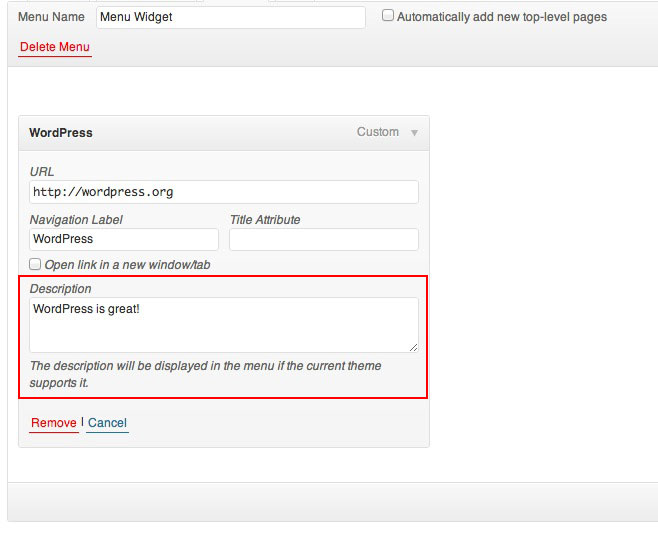 Menu Name Menu Widget Automatically add new top-level pages
Delete Menu
WordPress Custom
URL
http://wordpress.org
Navigation Label Title Attribute
WordPress
Open link in a new window/tab
Description
WordPress is great!
The description will be displayed in the menu if the current theme
supports it.
Remove | Cancel